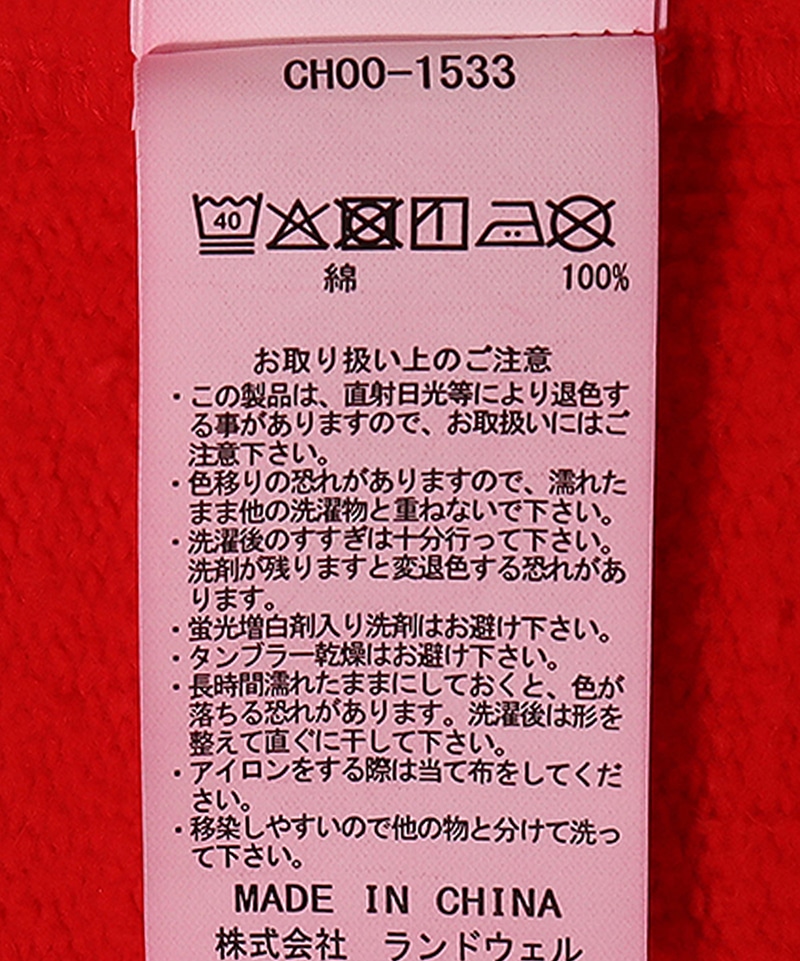 CH00-1533
40
綿 100%
お取り扱い上のご注意
・この製品は、直射日光等により退色す
る事がありますので、お取扱いにはご
注意下さい。
・色移りの恐れがありますので、濡れた
まま他の洗濯物と重ねないで下さい。
・洗濯後のすすぎは十分行って下さい。
洗剤が残りますと変退色する恐れがあ
ります。
・蛍光増白剤入り洗剤はお避け下さい。
・タンブラー乾燥はお避け下さい。
・長時間濡れたままにしておくと、色が
落ちる恐れがあります。洗濯後は形を
整えて直ぐに干して下さい。
・アイロンをする際は当て布をしてくだ
さい。
・移染しやすいので他の物と分けて洗っ
て下さい。
MADE IN CHINA
株式会社 ランドウェル